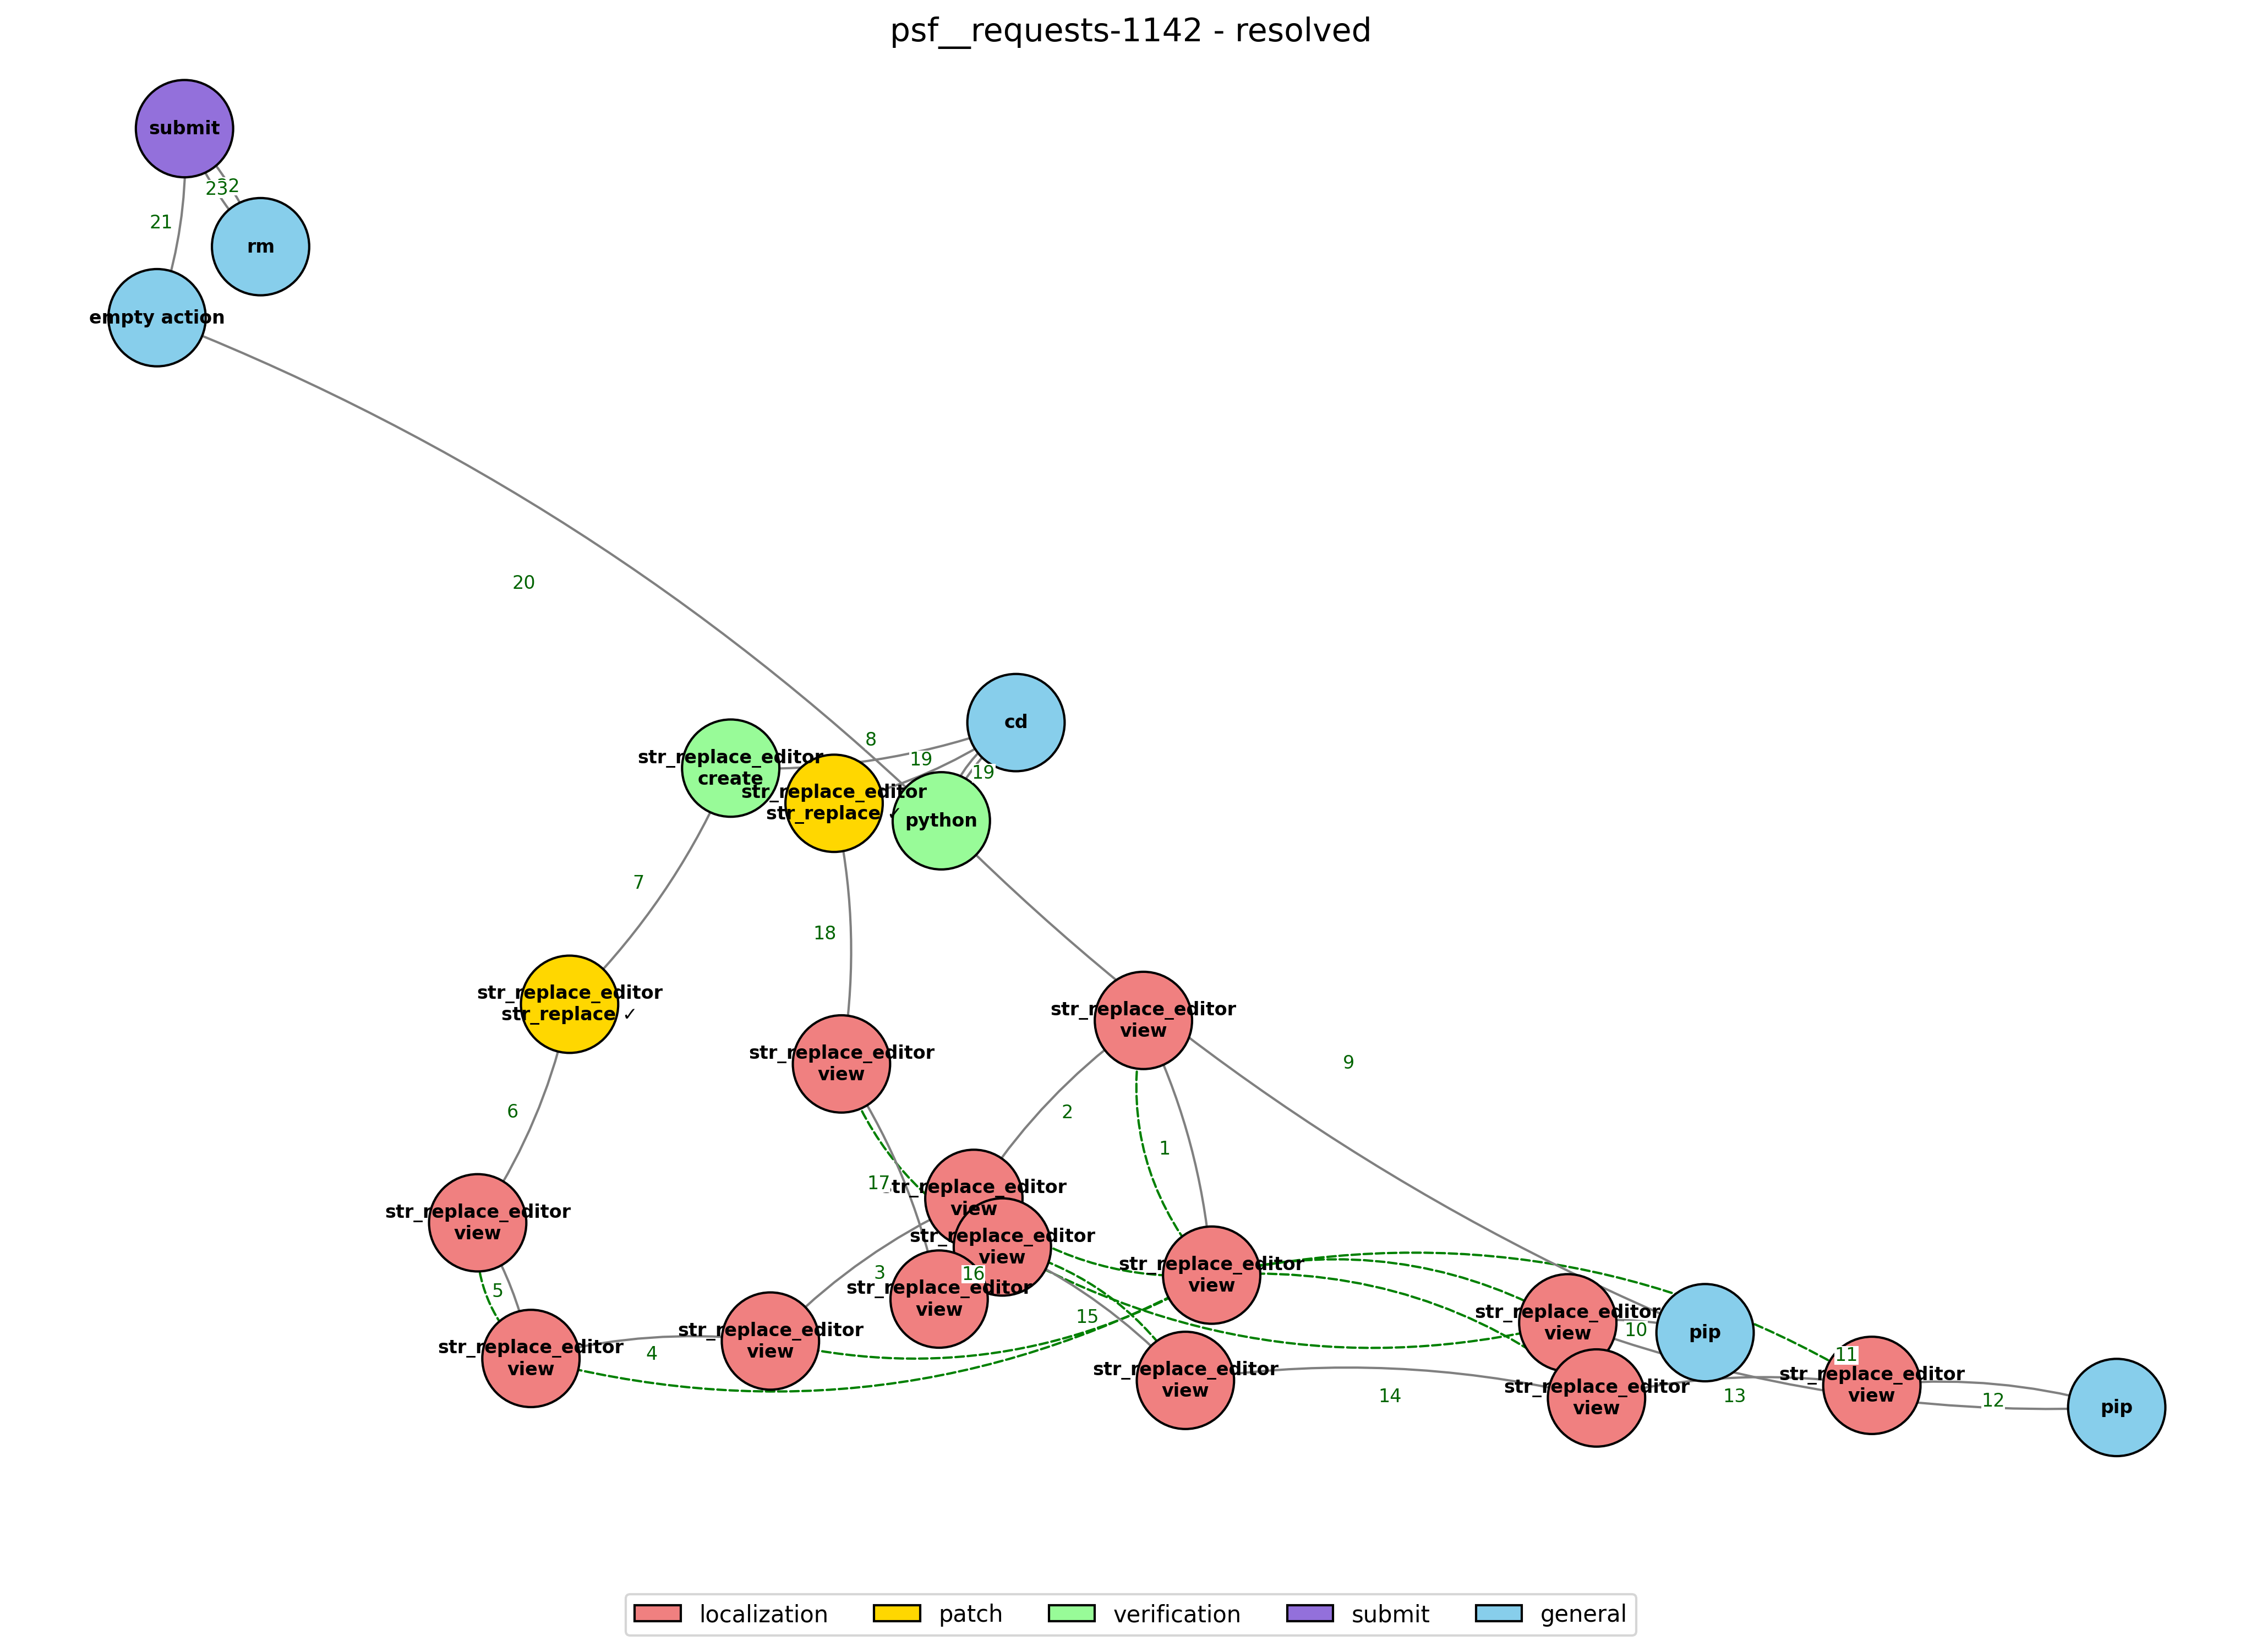 psf__requests-1142 - resolved
submit
23
2
21
rm
empty action
20
cd
8
19
19
str_replace_editor
create
str_replace_editor
str_replace ✓
python
7
18
str_replace_editor
str_replace ✓
str_replace_editor
view
str_replace_editor
view
9
6
2
1
17
str_replace_editor
view
str_replace_editor
view
str_replace_editor
view
str_replace_editor
view
3
16
str_replace_editor
view
5
15
str_replace_editor
view
10
pip
str_replace_editor
view
4
str_replace_editor
view
11
str_replace_editor
view
str_replace_editor
view
14
str_replace_editor
view
13
12
pip
localization
patch
verification
submit
general